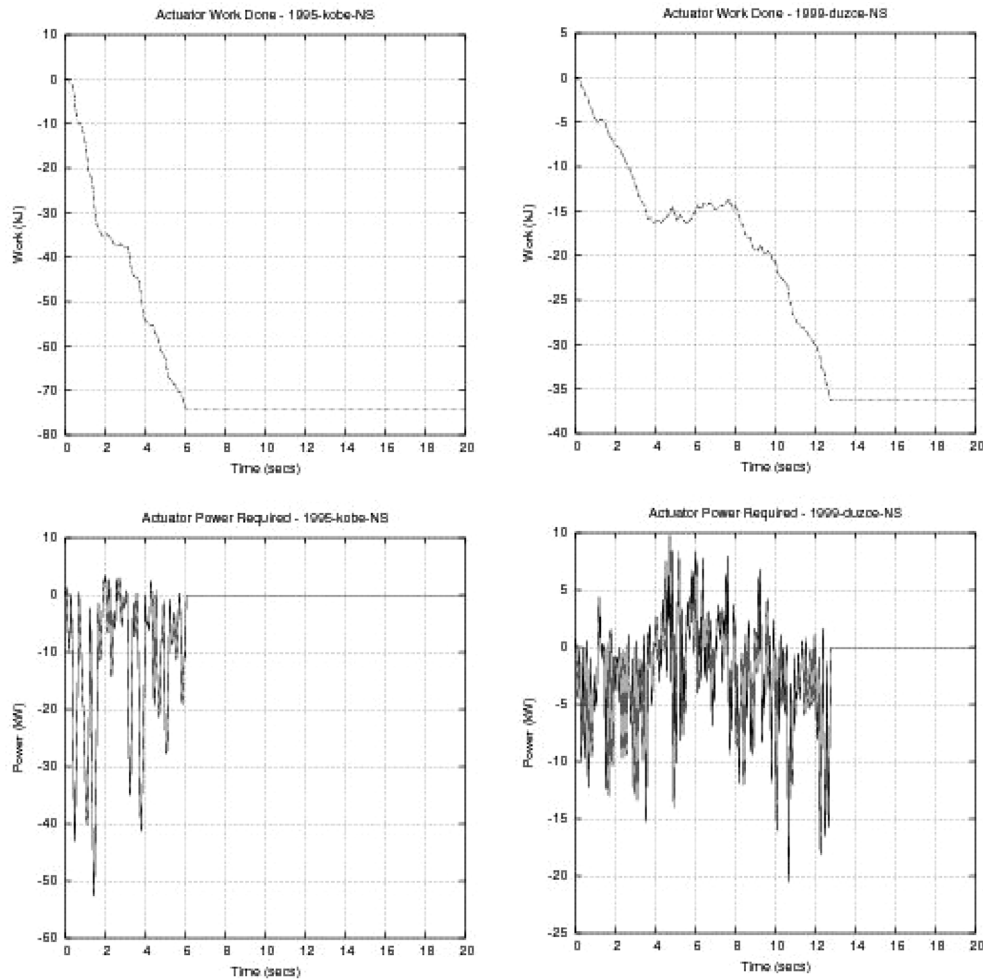 Actuator Work Done - 1995-kobe-NS
10
0
-10
-20
-30
-40
-50
-60
-70
-80
Work (kJ)
0 2 4 6 8 10 12 14 16 18 20
Time (secs)
Actuator Work Done - 1999-duzce-NS
5
0
-5
-10
-15
-20
-25
-30
-35
-40
Work (kJ)
0 2 4 6 8 10 12 14 16 18 20
Time (secs)
Actuator Power Required - 1995-kobe-NS
10
0
-10
-20
-30
-40
-50
-60
Power (kW)
0 2 4 6 8 10 12 14 16 18 20
Time (secs)
Actuator Power Required - 1999-duzce-NS
10
5
0
-5
-10
-15
-20
-25
Power (kW)
0 2 4 6 8 10 12 14 16 18 20
Time (secs)